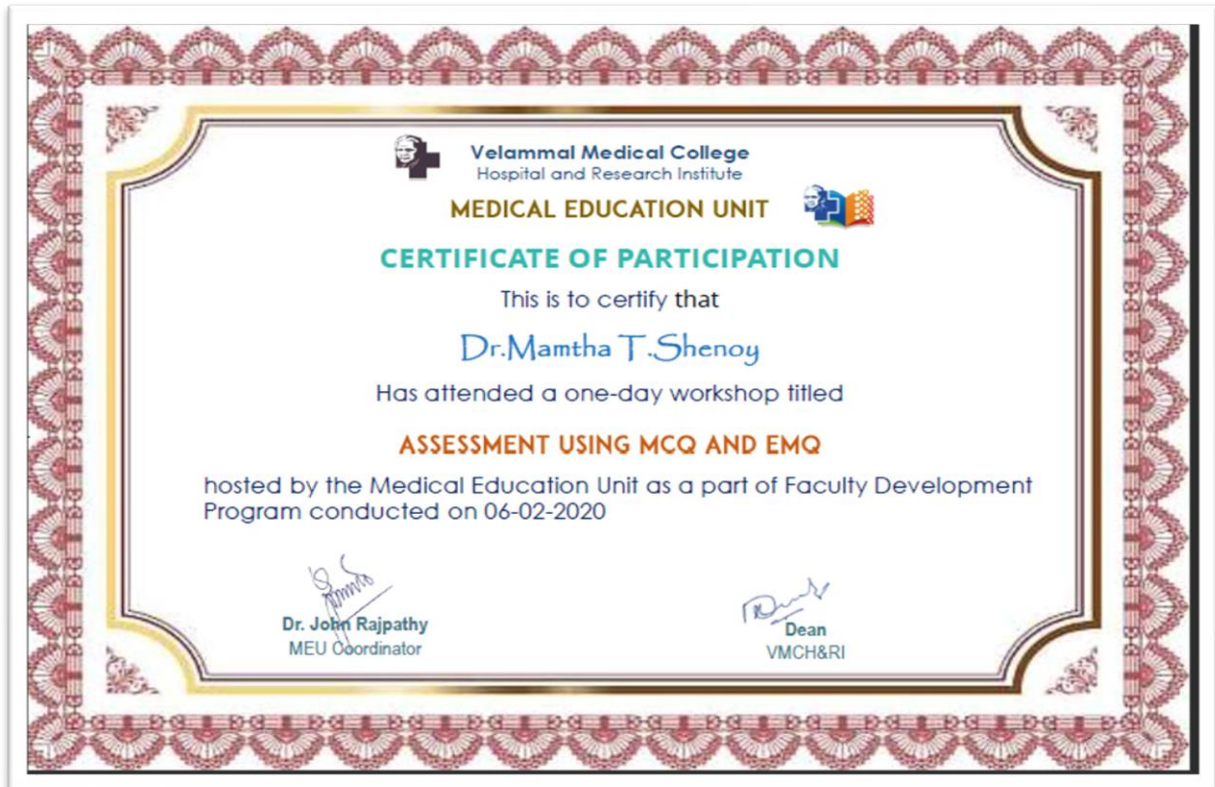 Velammal Medical College
Hospital and Research Institute
MEDICAL EDUCATION UNIT
CERTIFICATE OF PARTICIPATION
This is to certify that
Dr.Mamtha T.Shenoy
Has attended a one-day workshop titled
ASSESSMENT USING MCQ AND EMQ
hosted by the Medical Education Unit as a part of Faculty Development
Program conducted on 06-02-2020
Dr. John Rajpathy
MEU Coordinator
Dean
VMCH&RI